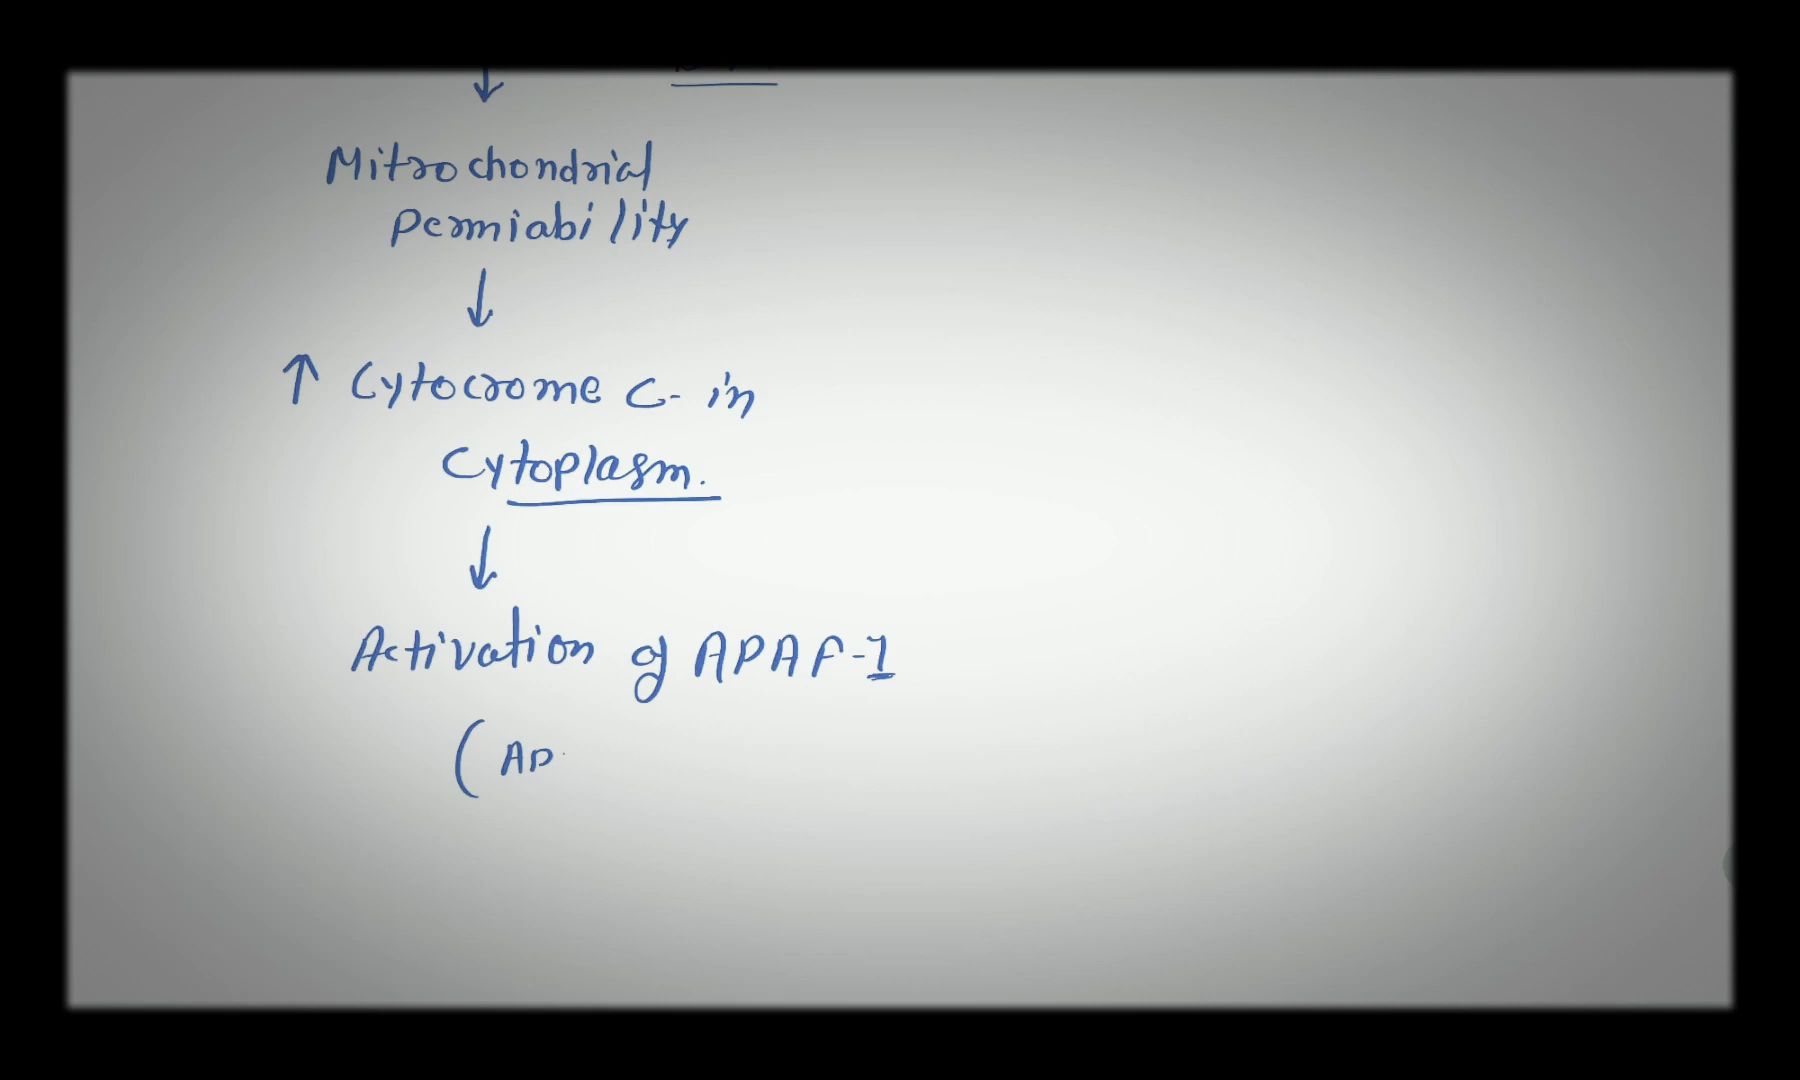 ↓
Mitrochondrial
permiability
↓
↑ Cytocrome C- in
Cytoplasm.
↓
Activation of APAF-1
( AP